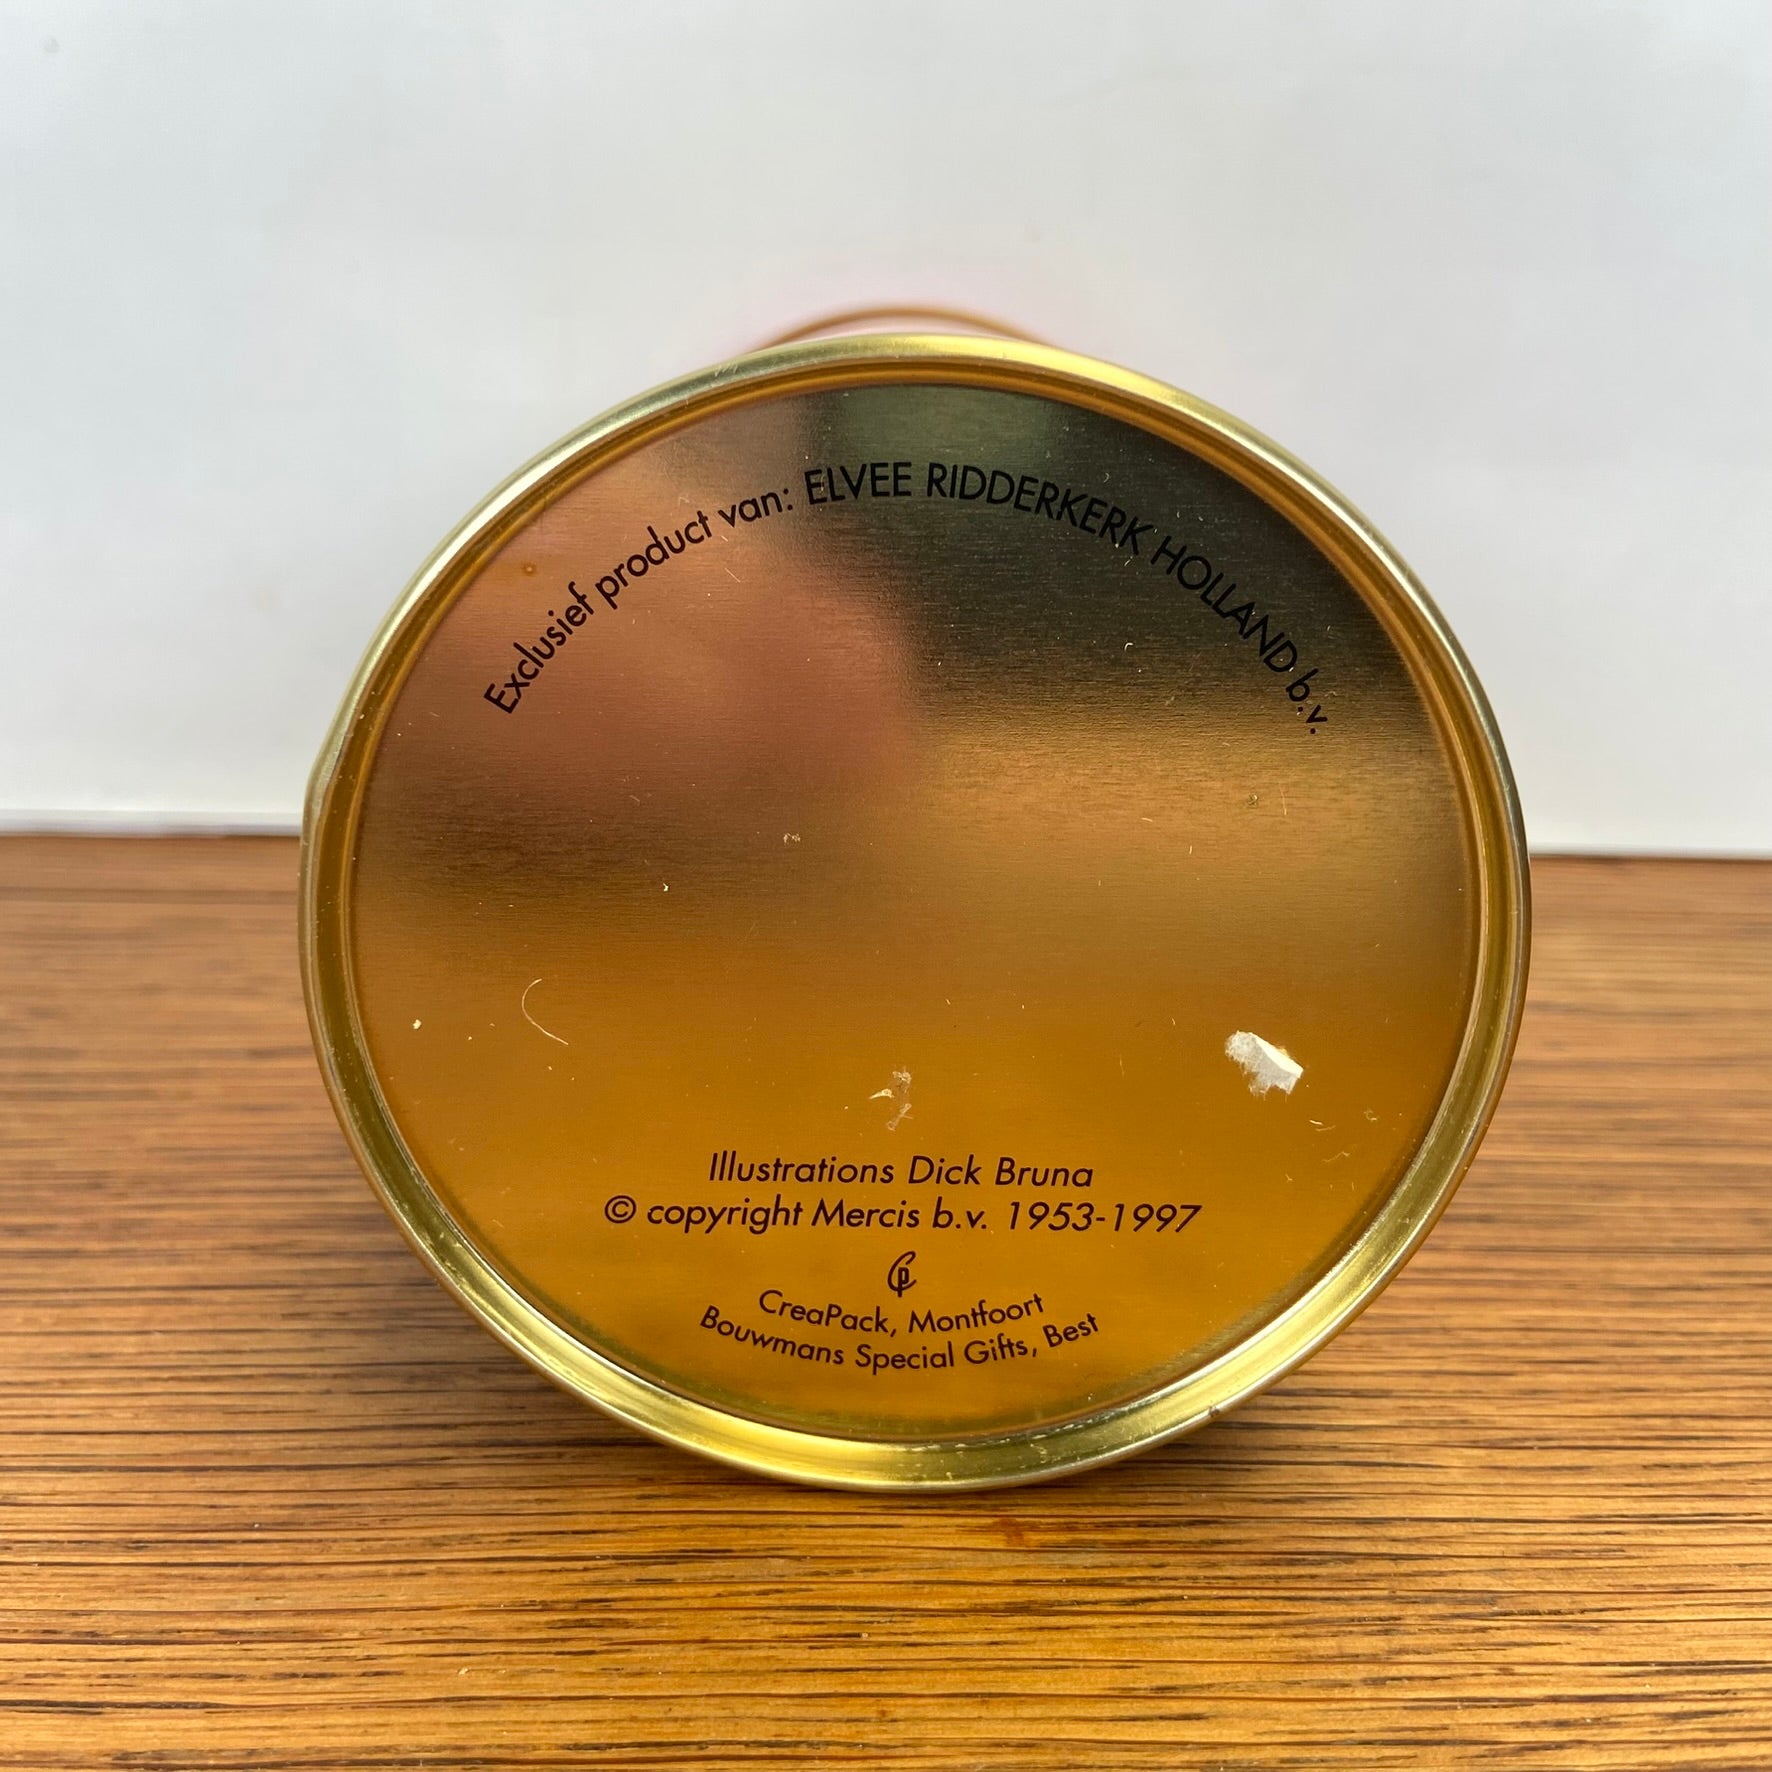 Exclusief product van: ELVEE RIDDERKERK HOLLAND b.v.
Illustrations Dick Bruna
© copyright Mercis b.v. 1953-1997
CP
CreaPack, Montfoort
Bouwmans Special Gifts, Best